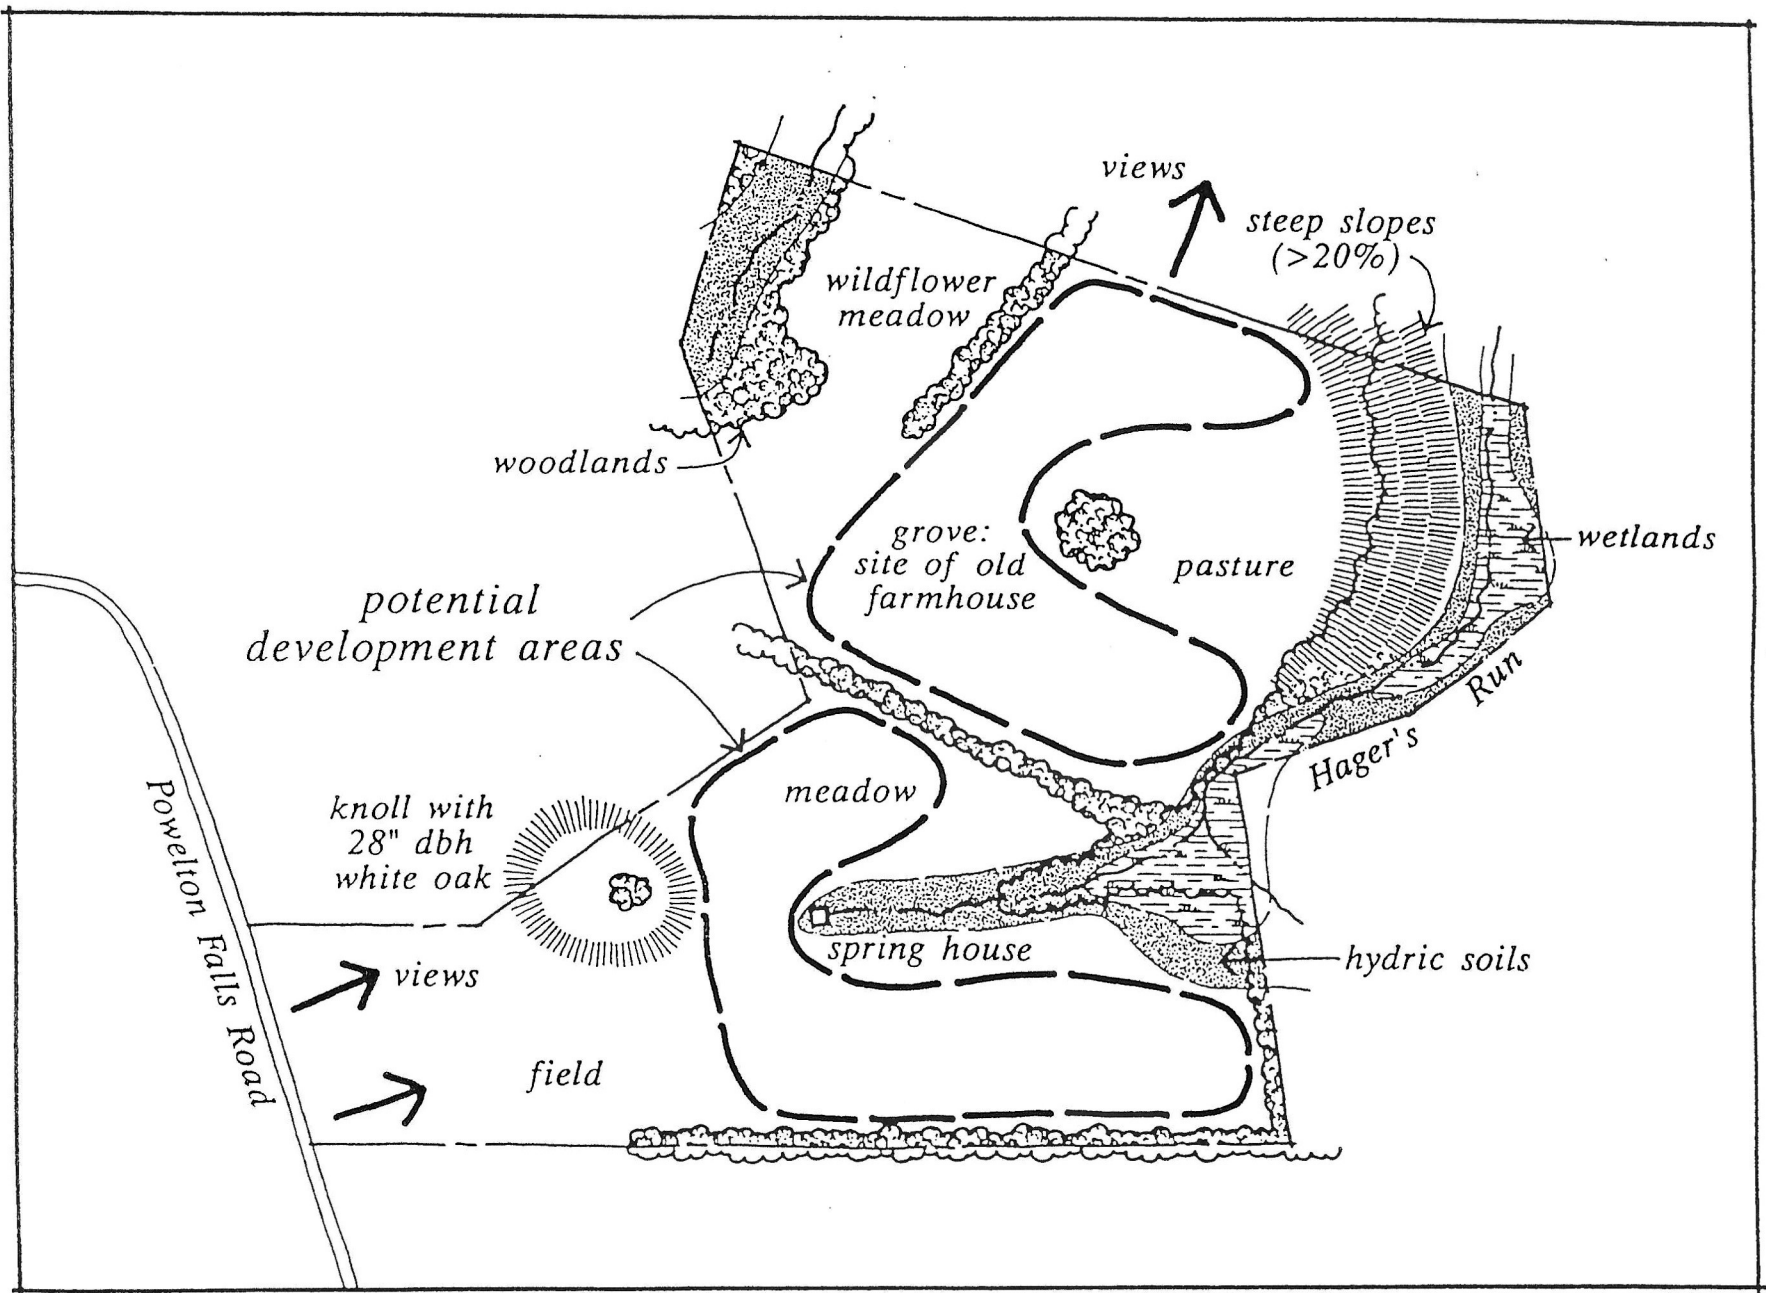 views
steep slopes
(>20%)
wildflower
meadow
woodlands
grove:
site of old
farmhouse
pasture
wetlands
potential
development areas
Hager's Run
meadow
knoll with
28" dbh
white oak
Powelton Falls Road
spring house
hydric soils
views
field